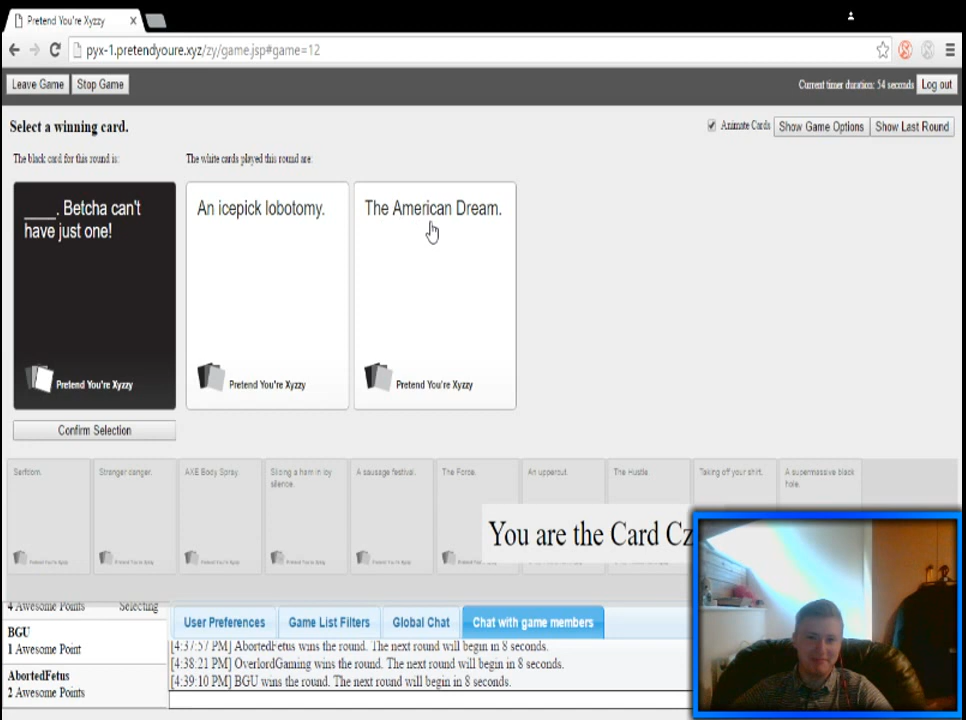 Pretend You're Xyzzy
pyx-1.pretendyoure.xyz/zy/game.jsp#game=12
Leave Game
Stop Game
Current timer duration: 54 seconds
Log out
Select a winning card.
Animate Cards
Show Game Options
Show Last Round
The black card for this round is:
The white cards played this round are:
____. Betcha can't
have just one!
Pretend You're Xyzzy
An icepick lobotomy.
Pretend You're Xyzzy
The American Dream.
Pretend You're Xyzzy
Confirm Selection
Serfdom.
Stranger danger.
AXE Body Spray
Slicing a ham in icy
silence.
A sausage festival.
The Force.
An uppercut.
The Hustle.
Taking off your shirt.
A supermassive black
hole.
You are the Card Cz
4 Awesome Points
Selecting
BGU
1 Awesome Point
AbortedFetus
2 Awesome Points
User Preferences
Game List Filters
Global Chat
Chat with game members
[4:37:57 PM] AbortedFetus wins the round. The next round will begin in 8 seconds.
[4:38:21 PM] OverlordGaming wins the round. The next round will begin in 8 seconds.
[4:39:10 PM] BGU wins the round. The next round will begin in 8 seconds.